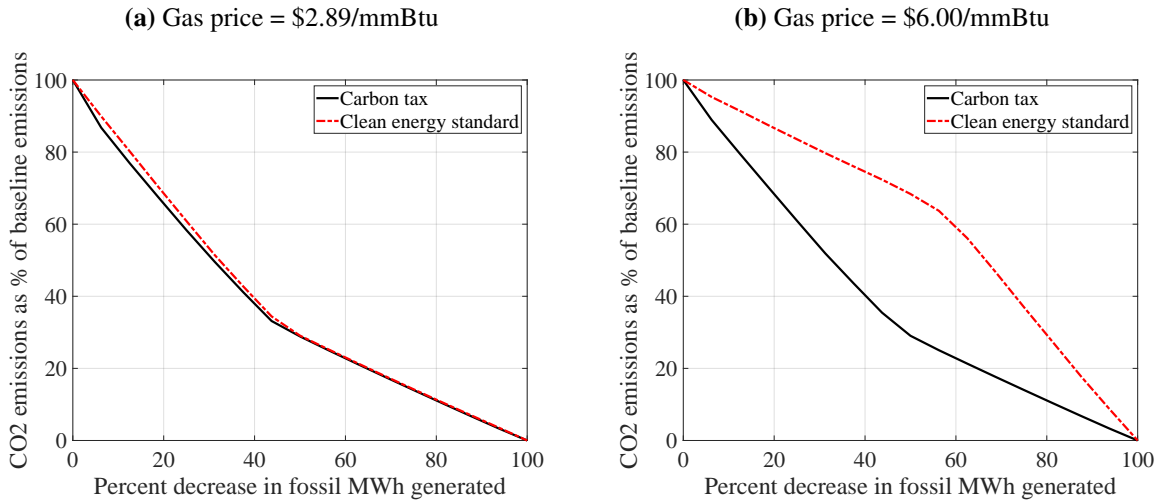 (a) Gas price = $2.89/mmBtu
CO2 emissions as % of baseline emissions
100
80
60
40
20
0
Carbon tax
Clean energy standard
0 20 40 60 80 100
Percent decrease in fossil MWh generated
(b) Gas price = $6.00/mmBtu
CO2 emissions as % of baseline emissions
100
80
60
40
20
0
Carbon tax
Clean energy standard
0 20 40 60 80 100
Percent decrease in fossil MWh generated